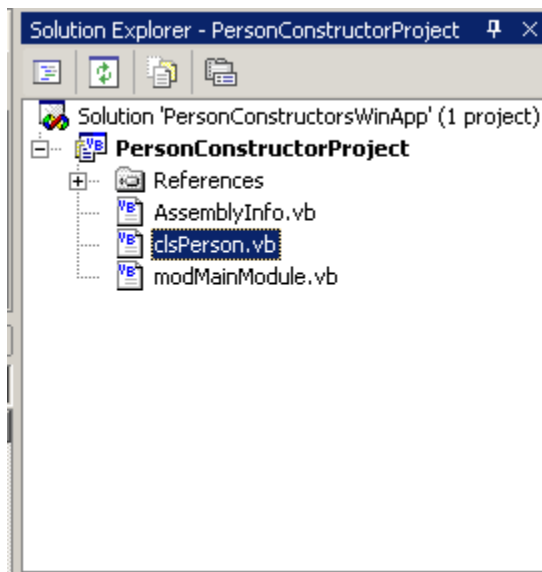 Solution Explorer - PersonConstructorProject
Solution 'PersonConstructorsWinApp' (1 project)
PersonConstructorProject
References
AssemblyInfo.vb
clsPerson.vb
modMainModule.vb